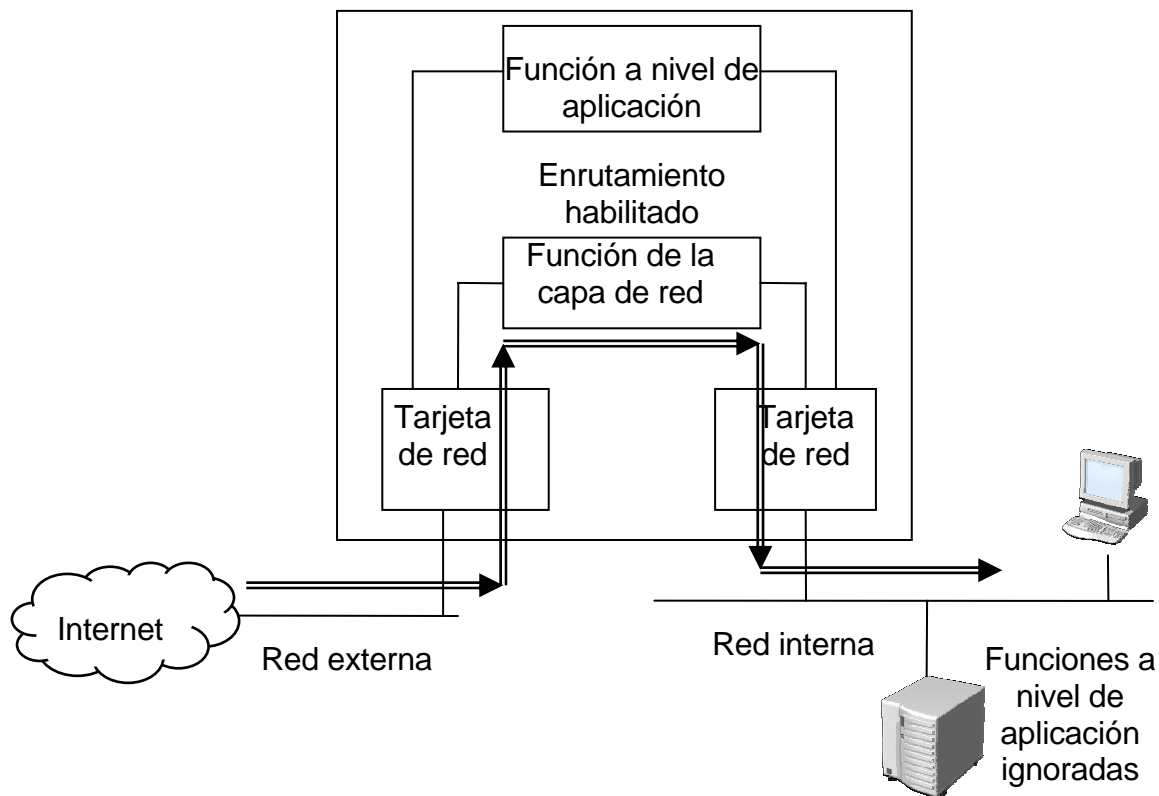 Función a nivel de
aplicación
Enrutamiento
habilitado
Función de la
capa de red
Tarjeta
de red
Tarjeta
de red
Internet
Red externa
Red interna
Funciones a
nivel de
aplicación
ignoradas